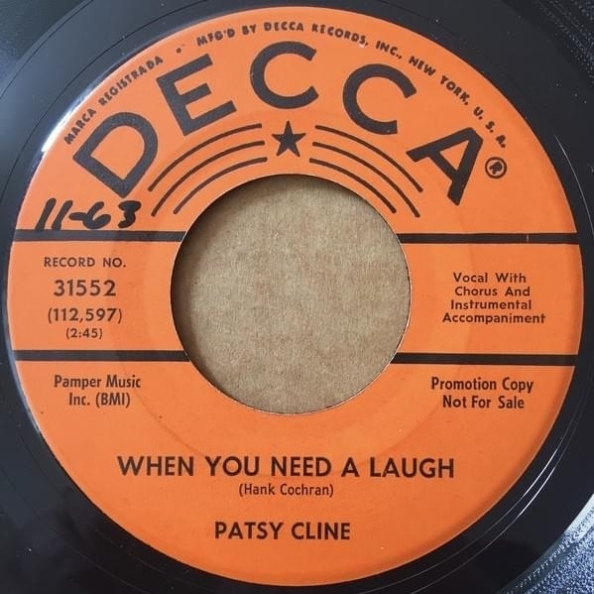 MARCA REGISTRADA • MFG'D BY DECCA RECORDS, INC., NEW YORK, U.S.A.
DECCA®
11-63
RECORD NO.
31552
(112,597)
(2:45)
Vocal With
Chorus And
Instrumental
Accompaniment
Pamper Music
Inc. (BMI)
Promotion Copy
Not For Sale
WHEN YOU NEED A LAUGH
(Hank Cochran)
PATSY CLINE